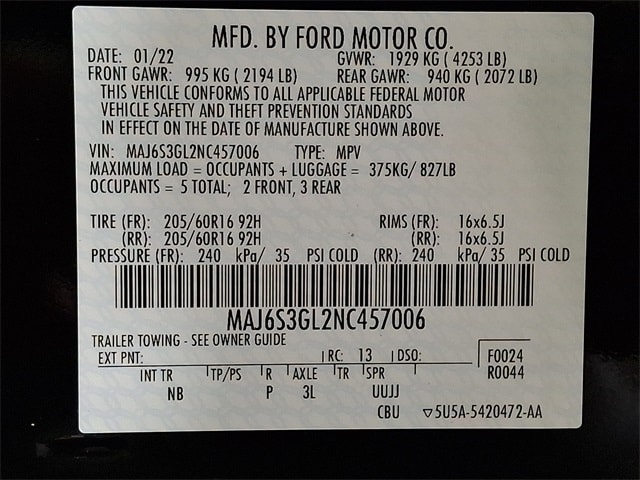 MFD. BY FORD MOTOR CO.
DATE: 01/22 GVWR: 1929 KG ( 4253 LB)
FRONT GAWR: 995 KG ( 2194 LB) REAR GAWR: 940 KG ( 2072 LB)
THIS VEHICLE CONFORMS TO ALL APPLICABLE FEDERAL MOTOR
VEHICLE SAFETY AND THEFT PREVENTION STANDARDS
IN EFFECT ON THE DATE OF MANUFACTURE SHOWN ABOVE.
VIN: MAJ6S3GL2NC457006 TYPE: MPV
MAXIMUM LOAD = OCCUPANTS + LUGGAGE = 375KG/ 827LB
OCCUPANTS = 5 TOTAL; 2 FRONT, 3 REAR
TIRE (FR): 205/60R16 92H RIMS (FR): 16x6.5J
(RR): 205/60R16 92H (RR): 16x6.5J
PRESSURE (FR): 240 kPa/ 35 PSI COLD (RR): 240 kPa/ 35 PSI COLD
MAJ6S3GL2NC457006
TRAILER TOWING - SEE OWNER GUIDE
EXT PNT: RC: 13 DSO: F0024
INT TR TP/PS R AXLE TR SPR R0044
NB P 3L UUJJ
CBU ▽5U5A-5420472-AA